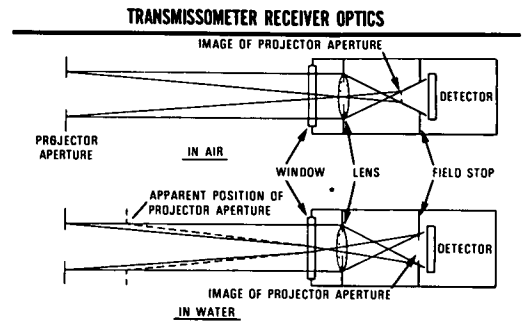 TRANSMISSOMETER RECEIVER OPTICS
IMAGE OF PROJECTOR APERTURE
DETECTOR
PROJECTOR
APERTURE
IN AIR
WINDOW
LENS
FIELD STOP
APPARENT POSITION OF
PROJECTOR APERTURE
DETECTOR
IMAGE OF PROJECTOR APERTURE
IN WATER